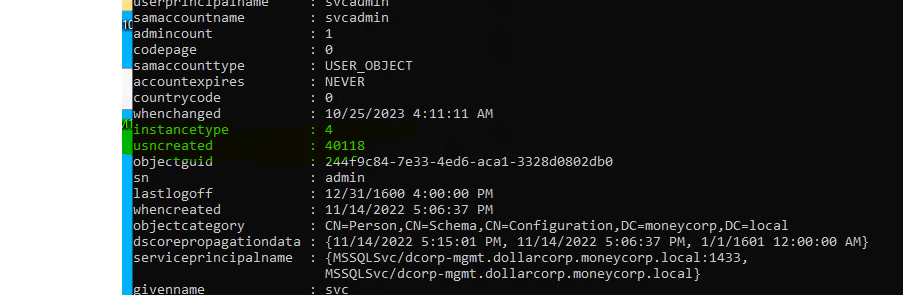 userprincipalname : svcadmin
samaccountname : svcadmin
admincount : 1
codepage : 0
samaccounttype : USER_OBJECT
accountexpires : NEVER
countrycode : 0
whenchanged : 10/25/2023 4:11:11 AM
instancetype : 4
usncreated : 40118
objectguid : 244f9c84-7e33-4ed6-aca1-3328d0802db0
sn : admin
lastlogoff : 12/31/1600 4:00:00 PM
whencreated : 11/14/2022 5:06:37 PM
objectcategory : CN=Person,CN=Schema,CN=Configuration,DC=moneycorp,DC=local
dscorepropagationdata : {11/14/2022 5:15:01 PM, 11/14/2022 5:06:37 PM, 1/1/1601 12:00:00 AM}
serviceprincipalname : {MSSQLSvc/dcorp-mgmt.dollarcorp.moneycorp.local:1433,
MSSQLSvc/dcorp-mgmt.dollarcorp.moneycorp.local}
givenname : svc